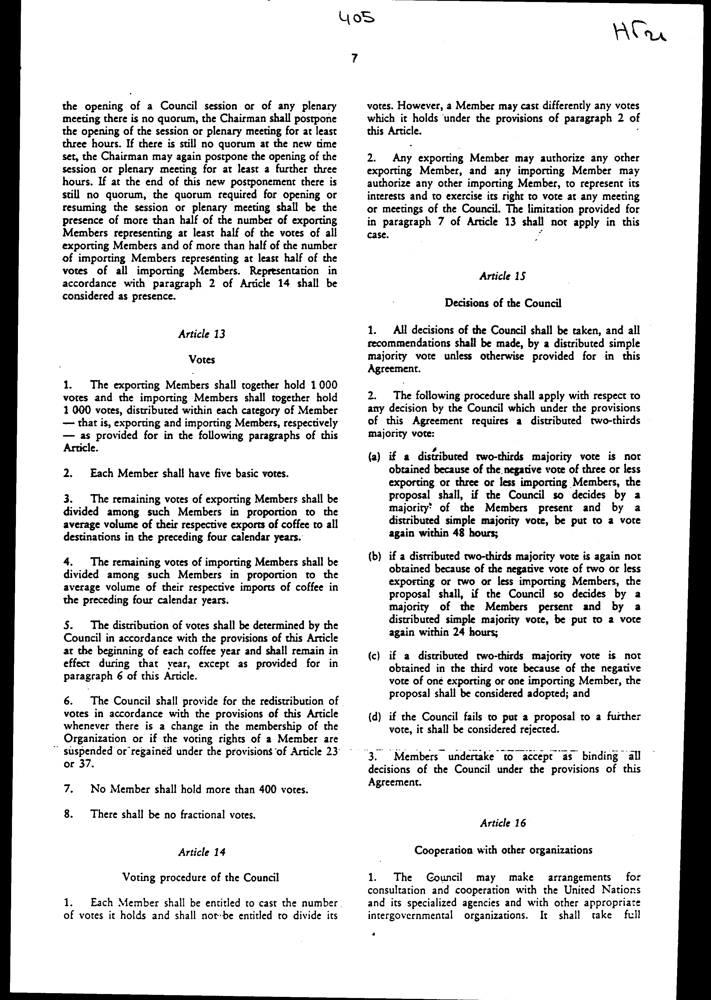 405
7
the opening of a Council session or of any plenary
meeting there is no quorum, the Chairman shall postpone
the opening of the session or plenary meeting for at least
three hours. If there is still no quorum at the new time
set, the Chairman may again postpone the opening of the
session or plenary meeting for at least a further three
hours. If at the end of this new postponement there is
still no quorum, the quorum required for opening or
resuming the session or plenary meeting shall be the
presence of more than half of the number of exporting
Members representing at least half of the votes of all
exporting Members and of more than half of the number
of importing Members representing at least half of the
votes of all importing Members. Representation in
accordance with paragraph 2 of Article 14 shall be
considered as presence.
Article 13
Votes
1. The exporting Members shall together hold 1 000
votes and the importing Members shall together hold
1 000 votes, distributed within each category of Member
— that is, exporting and importing Members, respectively
— as provided for in the following paragraphs of this
Article.
2. Each Member shall have five basic votes.
3. The remaining votes of exporting Members shall be
divided among such Members in proportion to the
average volume of their respective exports of coffee to all
destinations in the preceding four calendar years.
4. The remaining votes of importing Members shall be
divided among such Members in proportion to the
average volume of their respective imports of coffee in
the preceding four calendar years.
5. The distribution of votes shall be determined by the
Council in accordance with the provisions of this Article
at the beginning of each coffee year and shall remain in
effect during that year, except as provided for in
paragraph 6 of this Article.
6. The Council shall provide for the redistribution of
votes in accordance with the provisions of this Article
whenever there is a change in the membership of the
Organization or if the voting rights of a Member are
suspended or regained under the provisions of Article 23
or 37.
7. No Member shall hold more than 400 votes.
8. There shall be no fractional votes.
Article 14
Voting procedure of the Council
1. Each Member shall be entitled to cast the number
of votes it holds and shall not be entitled to divide its
votes. However, a Member may cast differently any votes
which it holds under the provisions of paragraph 2 of
this Article.
2. Any exporting Member may authorize any other
exporting Member, and any importing Member may
authorize any other importing Member, to represent its
interests and to exercise its right to vote at any meeting
or meetings of the Council. The limitation provided for
in paragraph 7 of Article 13 shall not apply in this
case.
Article 15
Decisions of the Council
1. All decisions of the Council shall be taken, and all
recommendations shall be made, by a distributed simple
majority vote unless otherwise provided for in this
Agreement.
2. The following procedure shall apply with respect to
any decision by the Council which under the provisions
of this Agreement requires a distributed two-thirds
majority vote:
(a) if a distributed two-thirds majority vote is not
obtained because of the negative vote of three or less
exporting or three or less importing Members, the
proposal shall, if the Council so decides by a
majority of the Members present and by a
distributed simple majority vote, be put to a vote
again within 48 hours;
(b) if a distributed two-thirds majority vote is again not
obtained because of the negative vote of two or less
exporting or two or less importing Members, the
proposal shall, if the Council so decides by a
majority of the Members persent and by a
distributed simple majority vote, be put to a vote
again within 24 hours;
(c) if a distributed two-thirds majority vote is not
obtained in the third vote because of the negative
vote of one exporting or one importing Member, the
proposal shall be considered adopted; and
(d) if the Council fails to put a proposal to a further
vote, it shall be considered rejected.
3. Members undertake to accept as binding all
decisions of the Council under the provisions of this
Agreement.
Article 16
Cooperation with other organizations
1. The Council may make arrangements for
consultation and cooperation with the United Nations
and its specialized agencies and with other appropriate
intergovernmental organizations. It shall take full